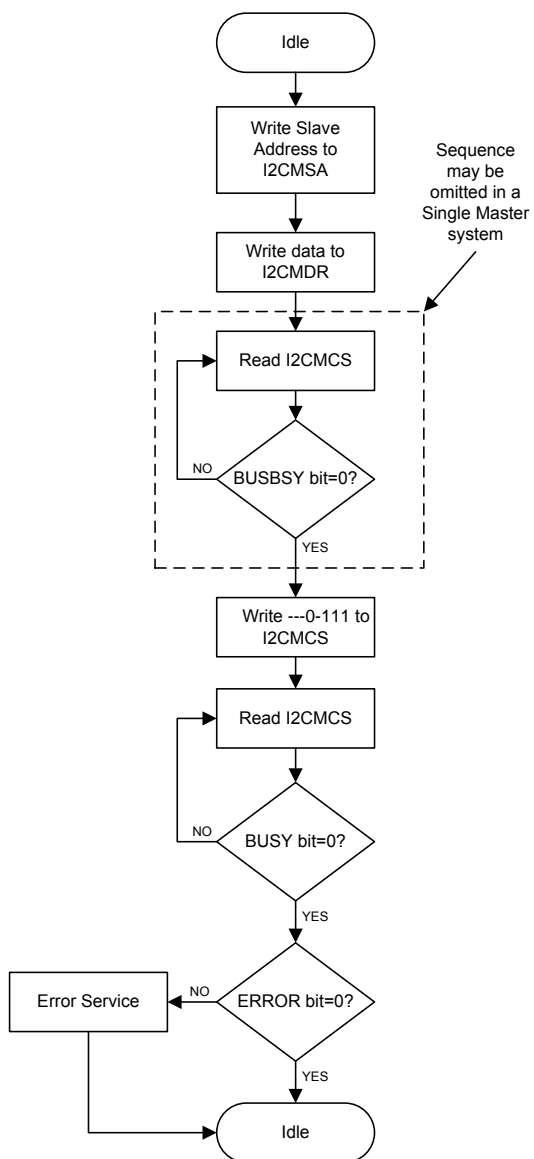 Idle
Write Slave
Address to
I2CMSA
Sequence
may be
omitted in a
Single Master
system
Write data to
I2CMDR
Read I2CMCS
NO
BUSBSY bit=0?
YES
Write ---0-111 to
I2CMCS
Read I2CMCS
NO
BUSY bit=0?
YES
Error Service
NO
ERROR bit=0?
YES
Idle